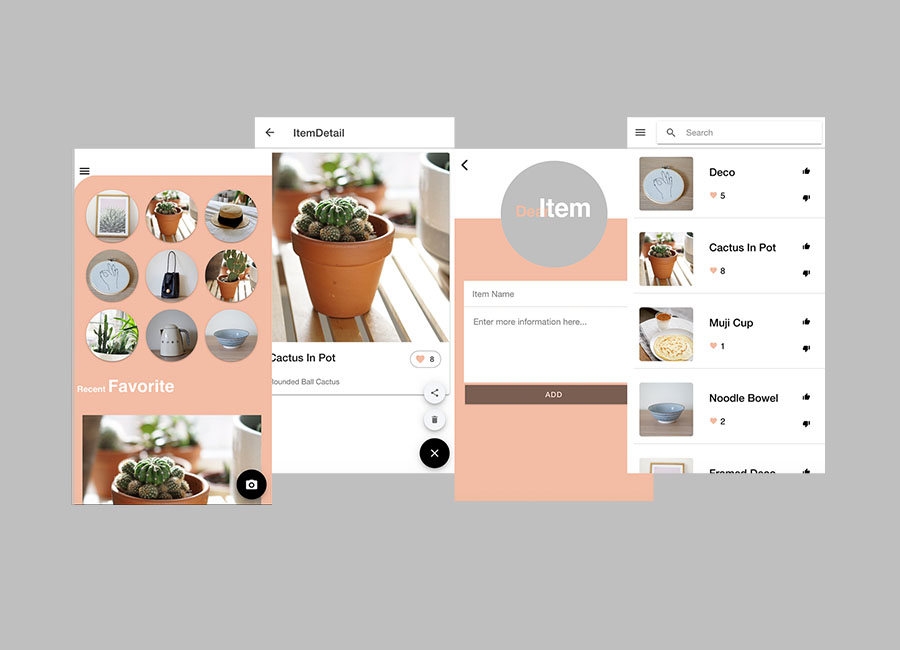 Recent Favorite
ItemDetail
Cactus In Pot
8
Rounded Ball Cactus
Item
Item Name
Enter more information here...
ADD
Search
Deco
5
Cactus In Pot
8
Muji Cup
1
Noodle Bowel
2
Framed Deco